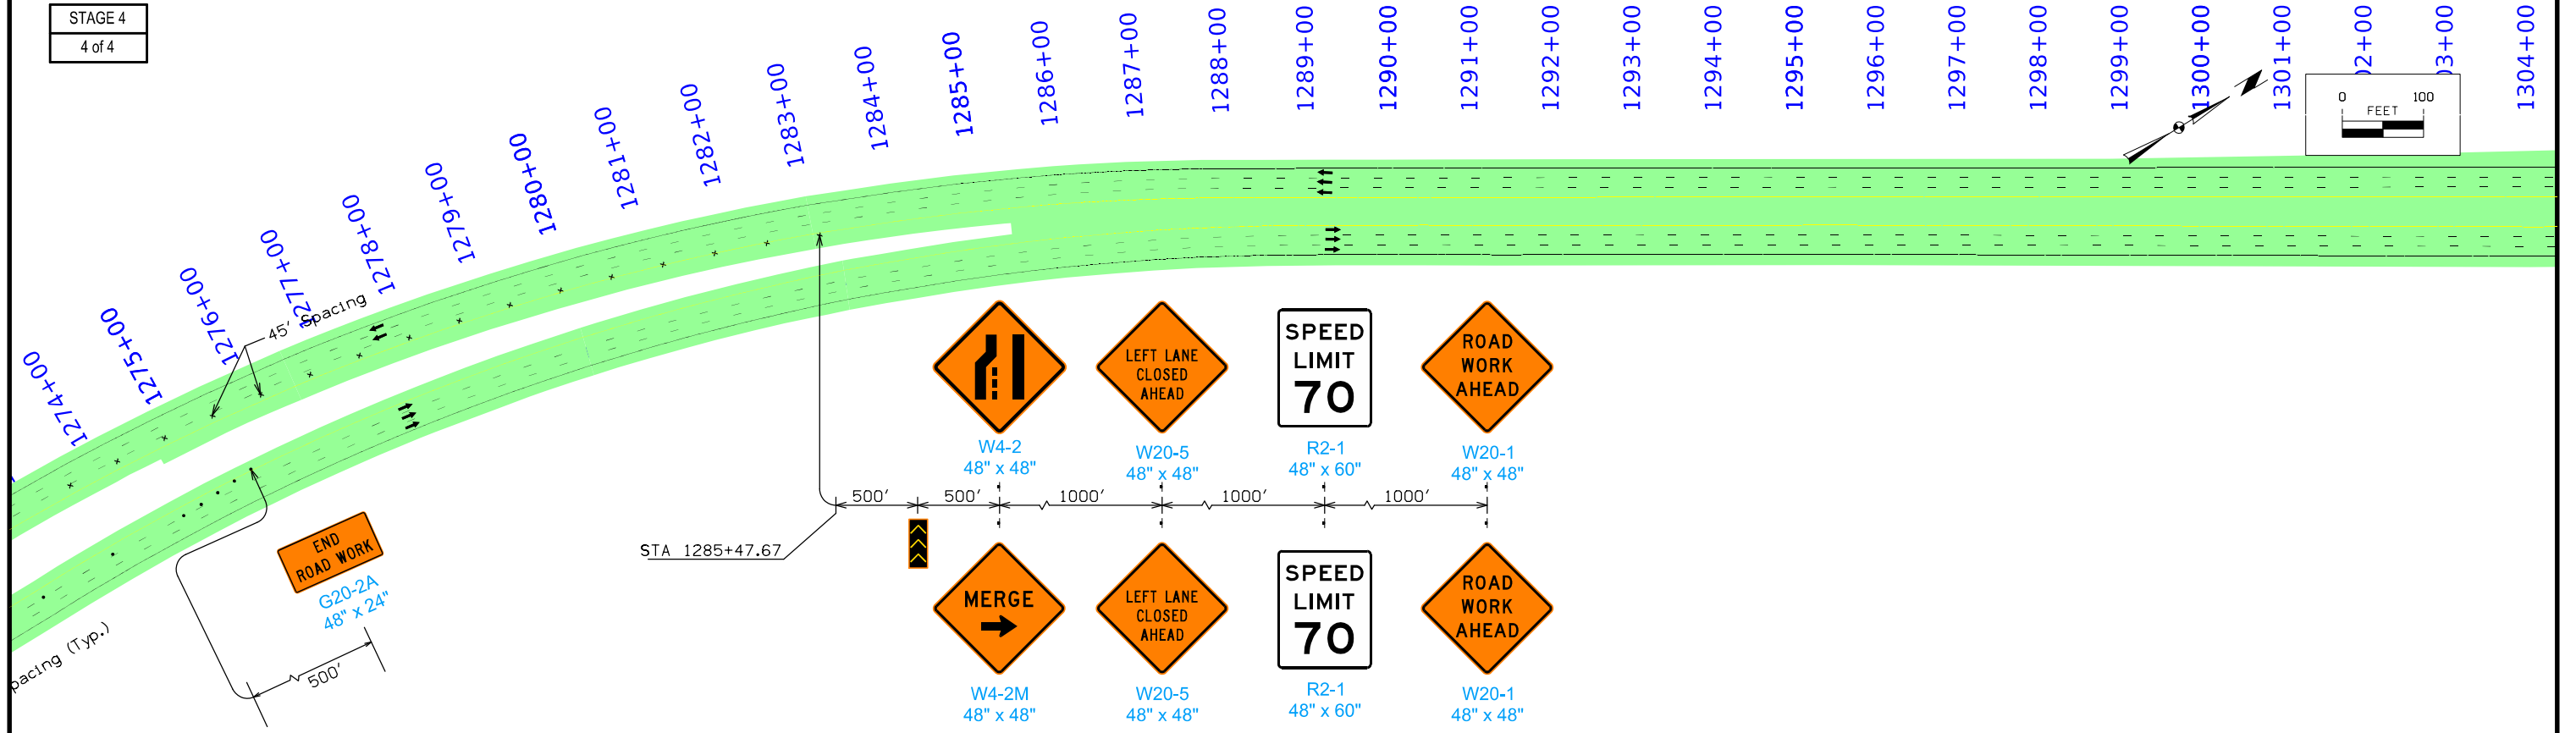 STAGE 4
4 of 4
1274+00
1275+00
1276+00
1277+00
1278+00
1279+00
1280+00
1281+00
1282+00
1283+00
1284+00
1285+00
1286+00
1287+00
1288+00
1289+00
1290+00
1291+00
1292+00
1293+00
1294+00
1295+00
1296+00
1297+00
1298+00
1299+00
1300+00
1301+00
02+00
03+00
1304+00
0 100
FEET
45' Spacing
SPEED
LIMIT
70
LEFT LANE
CLOSED
AHEAD
ROAD
WORK
AHEAD
W4-2
48" x 48"
W20-5
48" x 48"
R2-1
48" x 60"
W20-1
48" x 48"
500' 500' 1000' 1000' 1000'
STA 1285+47.67
END
ROAD WORK
G20-2A
48" x 24"
pacing (Typ.)
500'
MERGE
LEFT LANE
CLOSED
AHEAD
SPEED
LIMIT
70
ROAD
WORK
AHEAD
W4-2M
48" x 48"
W20-5
48" x 48"
R2-1
48" x 60"
W20-1
48" x 48"